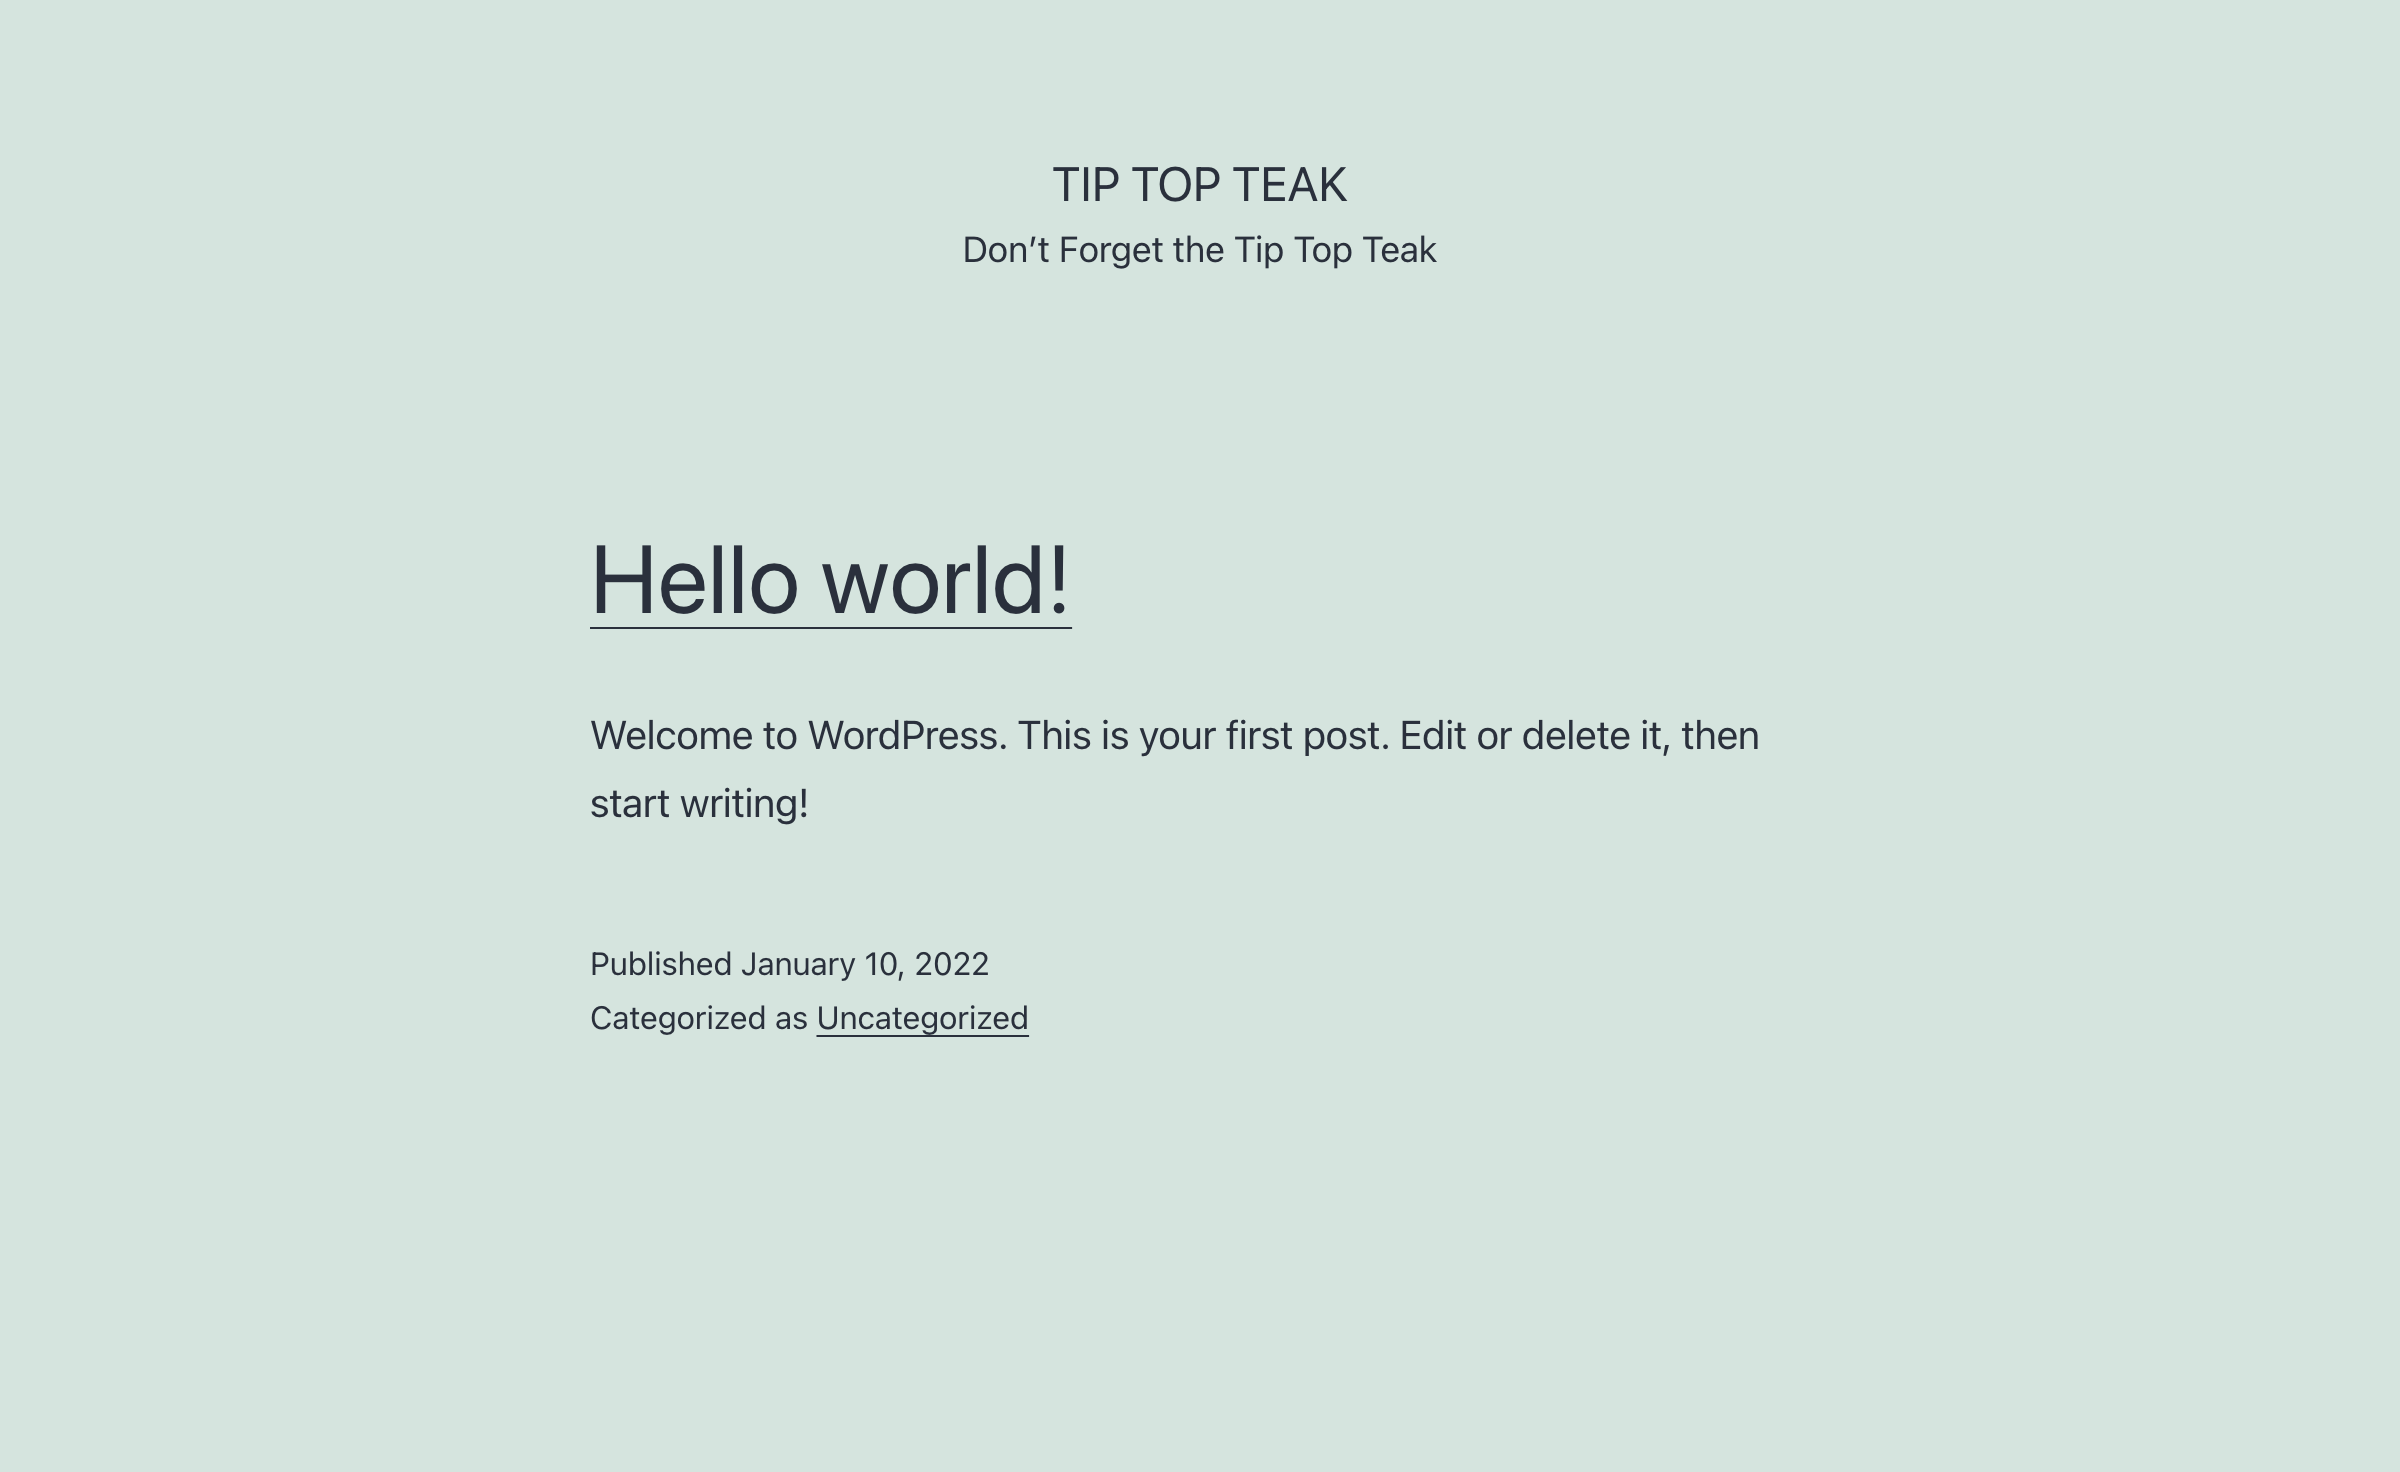 TIP TOP TEAK
Don’t Forget the Tip Top Teak
Hello world!
Welcome to WordPress. This is your first post. Edit or delete it, then
start writing!
Published January 10, 2022
Categorized as Uncategorized